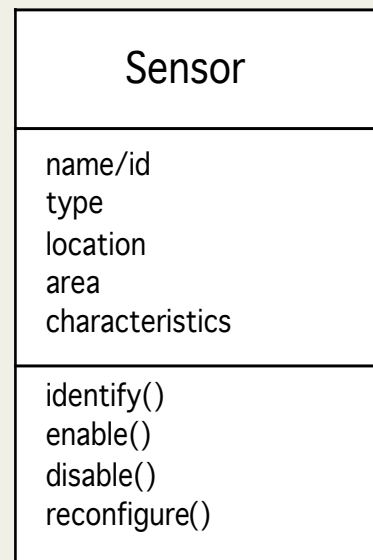 Sensor
name/id
type
location
area
characteristics
identify()
enable()
disable()
reconfigure()